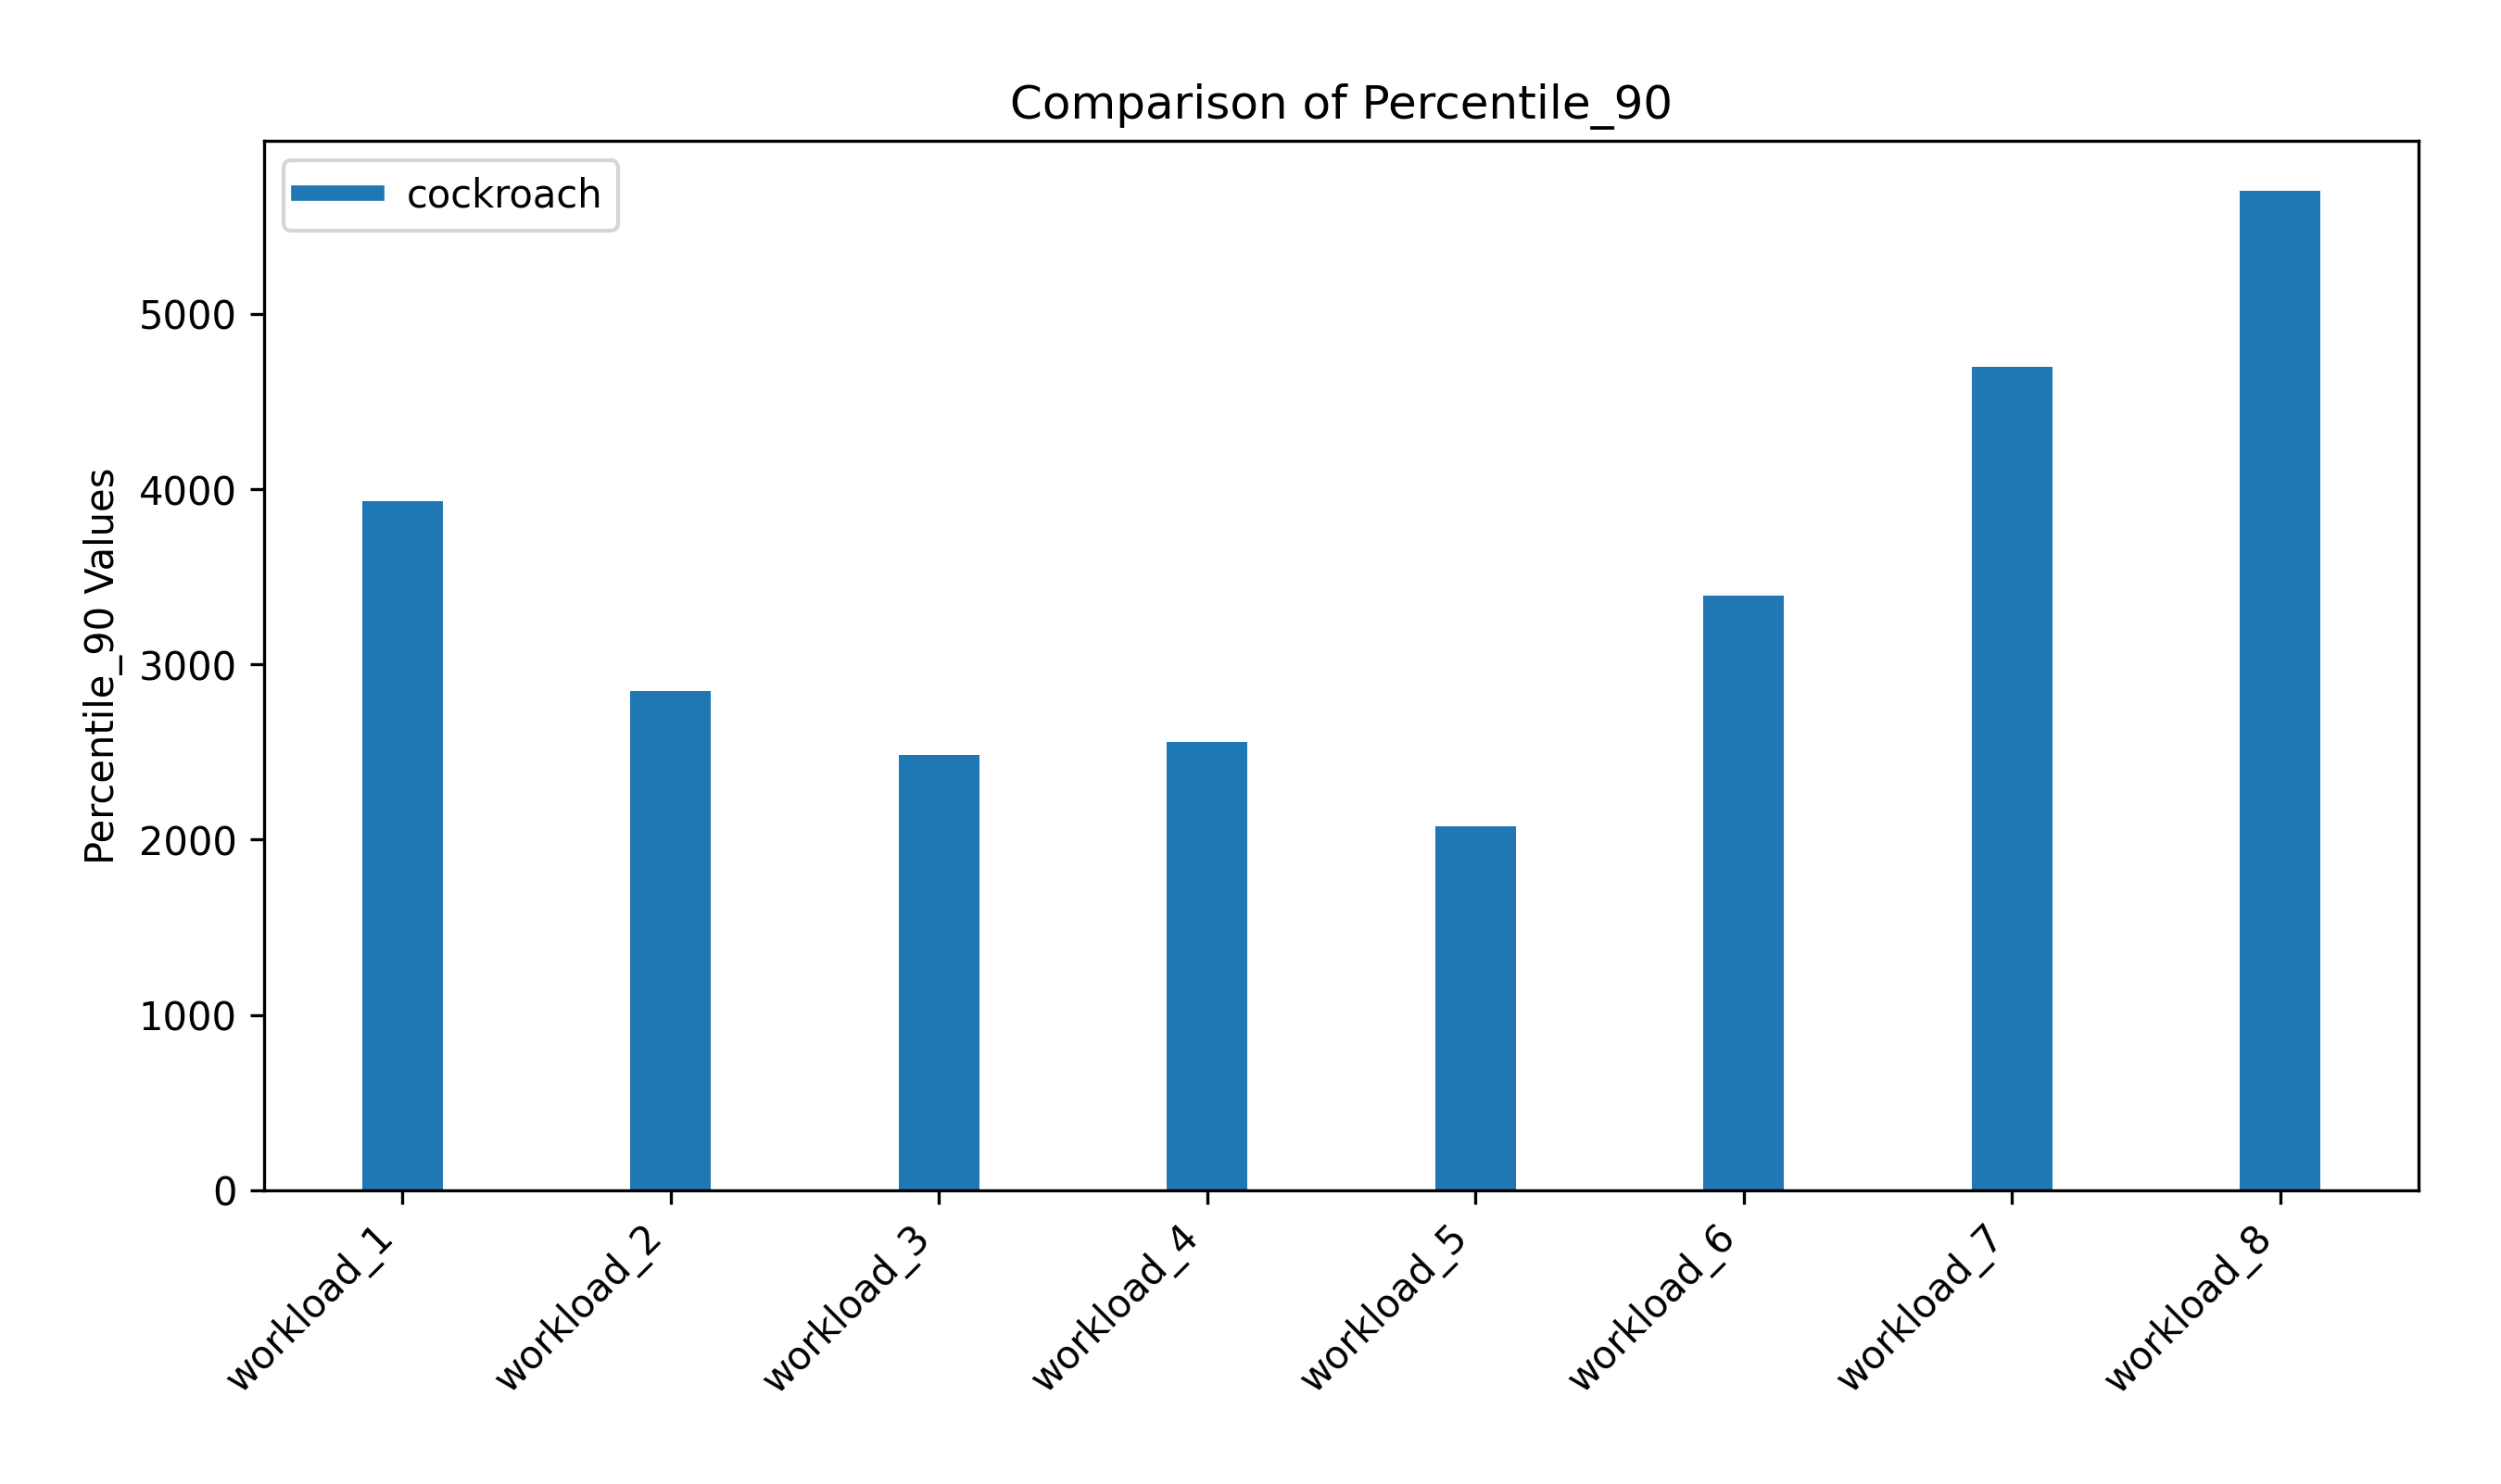 Comparison of Percentile_90
cockroach
Percentile_90 Values
5000
4000
3000
2000
1000
0
workload_1
workload_2
workload_3
workload_4
workload_5
workload_6
workload_7
workload_8